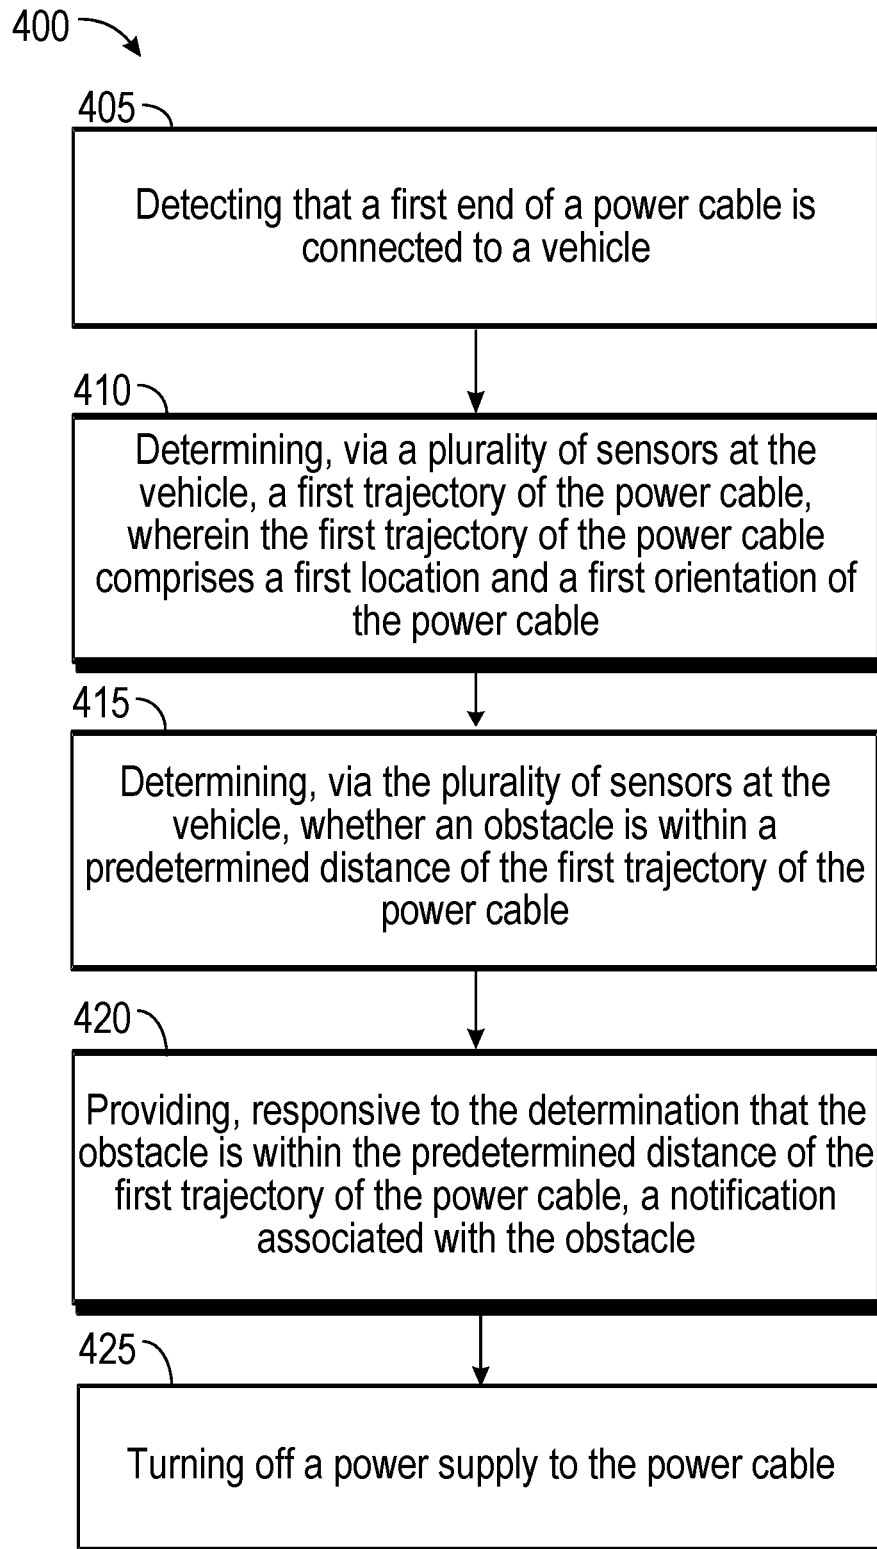 400
405
Detecting that a first end of a power cable is
connected to a vehicle
410
Determining, via a plurality of sensors at the
vehicle, a first trajectory of the power cable,
wherein the first trajectory of the power cable
comprises a first location and a first orientation of
the power cable
415
Determining, via the plurality of sensors at the
vehicle, whether an obstacle is within a
predetermined distance of the first trajectory of the
power cable
420
Providing, responsive to the determination that the
obstacle is within the predetermined distance of the
first trajectory of the power cable, a notification
associated with the obstacle
425
Turning off a power supply to the power cable